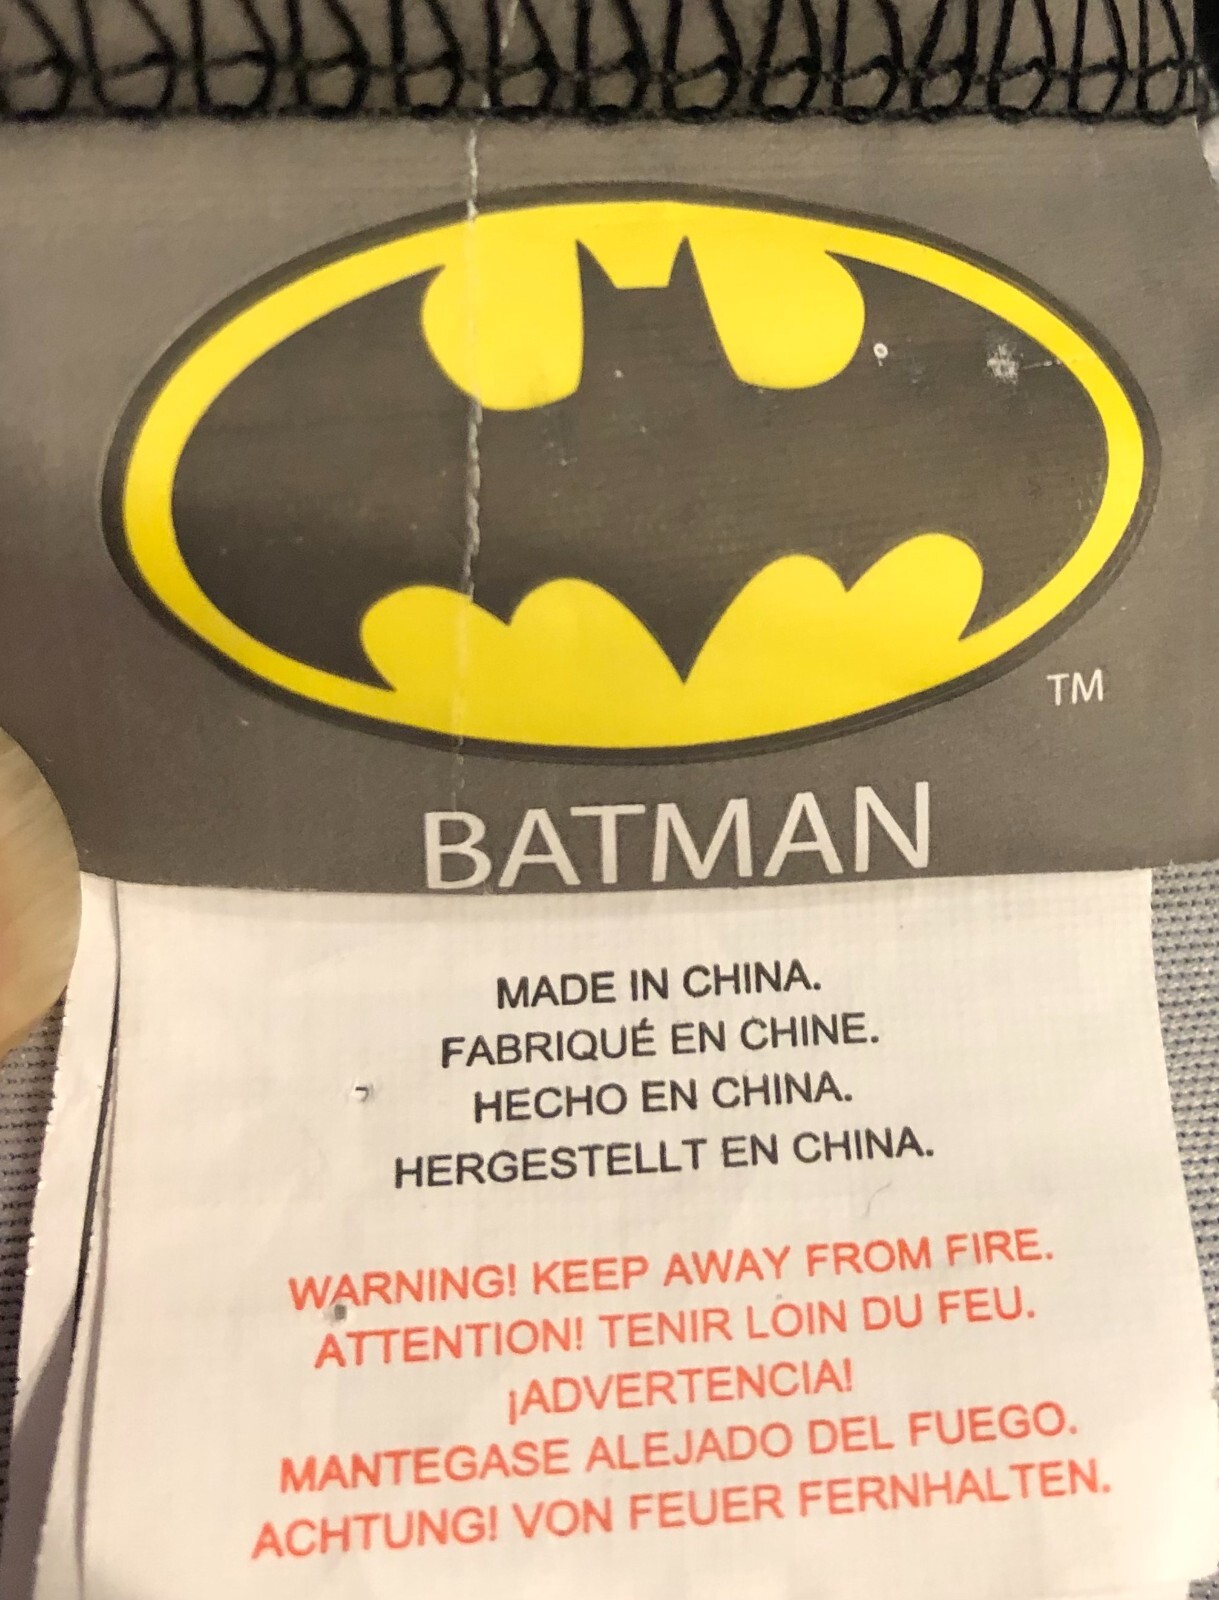 TM
BATMAN
MADE IN CHINA.
FABRIQUÉ EN CHINE.
HECHO EN CHINA.
HERGESTELLT EN CHINA.
WARNING! KEEP AWAY FROM FIRE.
ATTENTION! TENIR LOIN DU FEU.
¡ADVERTENCIA!
MANTEGASE ALEJADO DEL FUEGO.
ACHTUNG! VON FEUER FERNHALTEN.